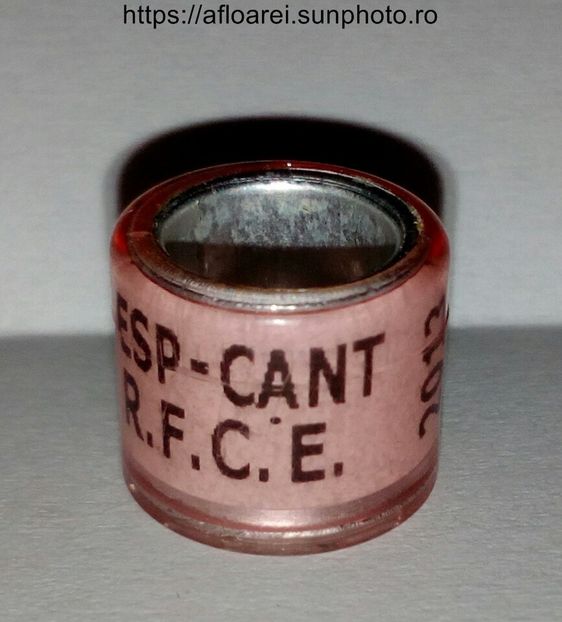 https://afloarei.sunphoto.ro
ESP-CANT
R.F.C.E.
2013